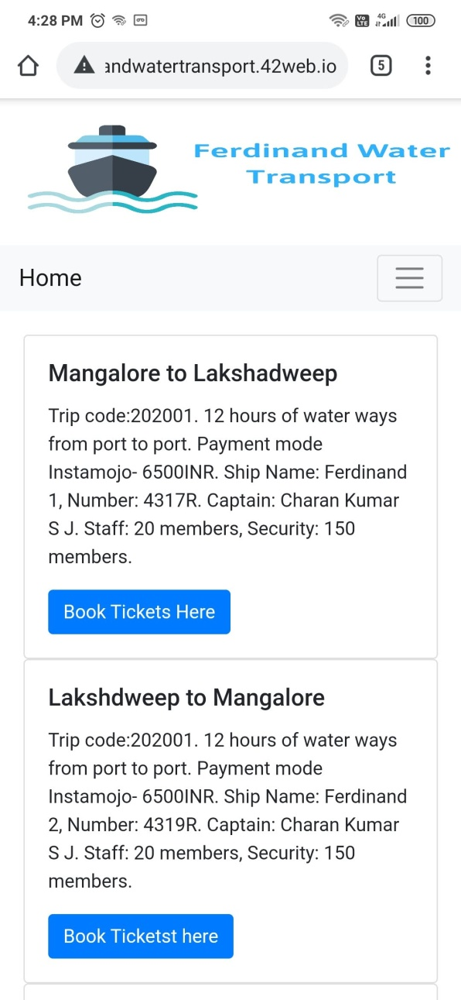 4:28 PM
Vo LTE
4G
100
andwatertransport.42web.io
5
Ferdinand Water
Transport
Home
Mangalore to Lakshadweep
Trip code:202001. 12 hours of water ways
from port to port. Payment mode
Instamojo- 6500INR. Ship Name: Ferdinand
1, Number: 4317R. Captain: Charan Kumar
S J. Staff: 20 members, Security: 150
members.
Book Tickets Here
Lakshdweep to Mangalore
Trip code:202001. 12 hours of water ways
from port to port. Payment mode
Instamojo- 6500INR. Ship Name: Ferdinand
2, Number: 4319R. Captain: Charan Kumar
S J. Staff: 20 members, Security: 150
members.
Book Ticketst here